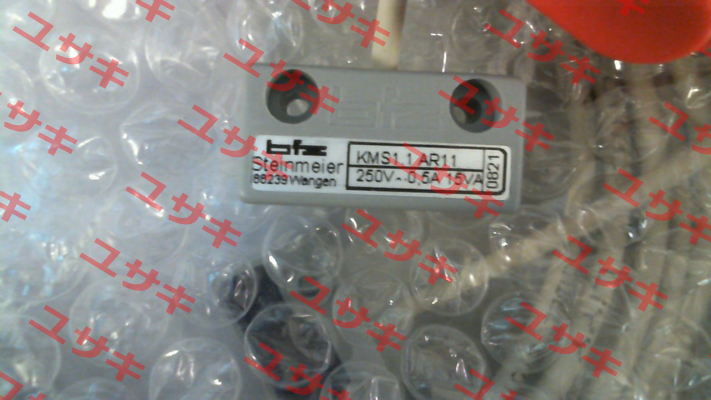 bfz
Steinmeier
88239 Wangen
KMS1 1 AR11
250V~ 0,5A 15VA
0821
ユサキ